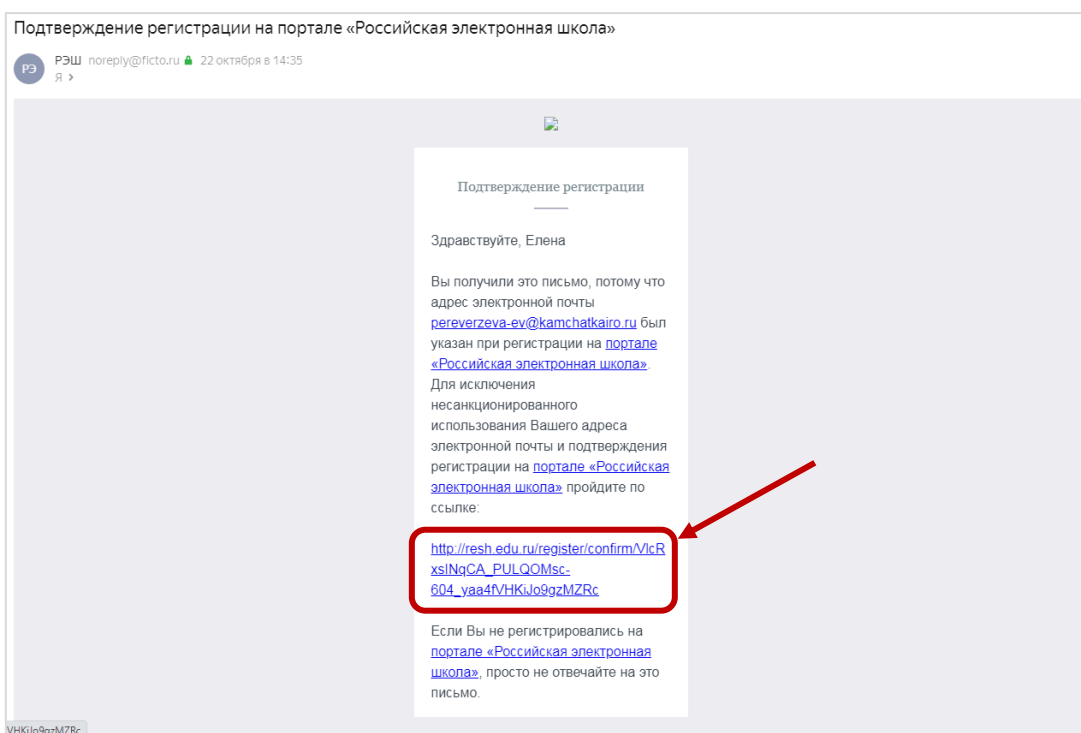 Подтверждение регистрации на портале «Российская электронная школа»
РЭ
РЭШ noreply@ficto.ru 22 октября в 14:35
Я >
Подтверждение регистрации
Здравствуйте, Елена
Вы получили это письмо, потому что
адрес электронной почты
pereverzeva-ev@kamchatkairo.ru был
указан при регистрации на портале
«Российская электронная школа».
Для исключения
несанкционированного
использования Вашего адреса
электронной почты и подтверждения
регистрации на портале «Российская
электронная школа» пройдите по
ссылке:
http://resh.edu.ru/register/confirm/VlcR
xsINqCA_PULQOMsc-
604_yaa4fVHKiJo9gzMZRc
Если Вы не регистрировались на
портале «Российская электронная
школа», просто не отвечайте на это
письмо.
VHKiJo9gzMZRc